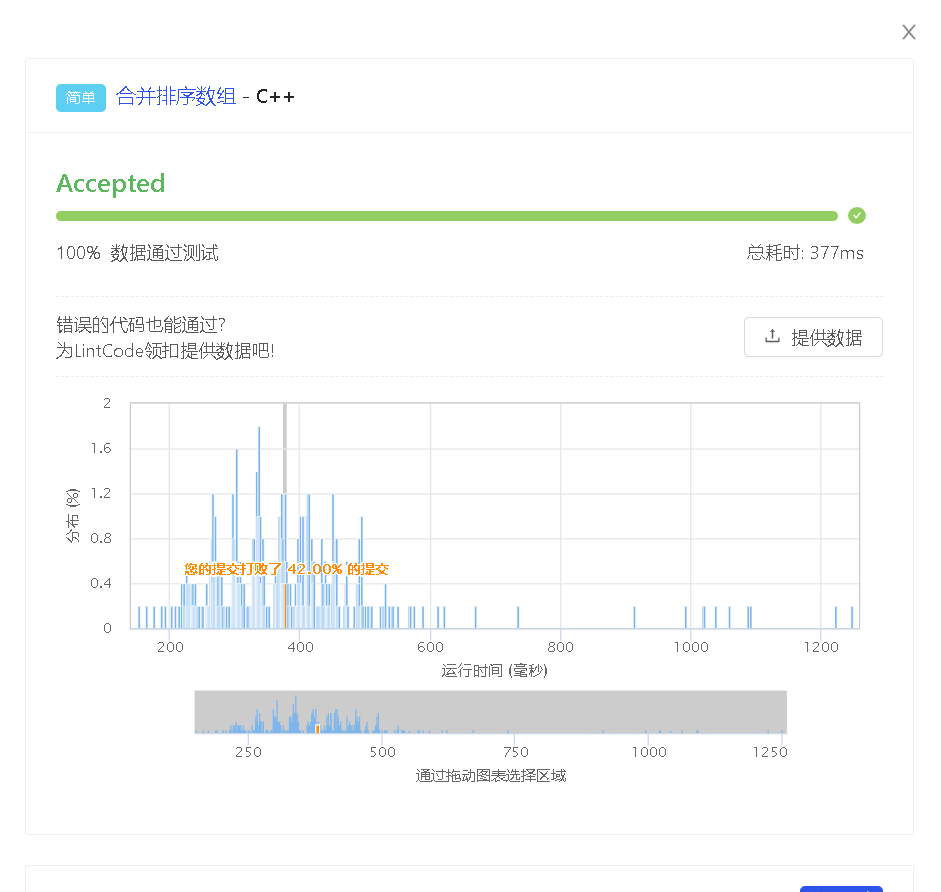 简单 合并排序数组 - C++
Accepted
100% 数据通过测试 总耗时: 377ms
错误的代码也能通过?
为LintCode领扣提供数据吧!
提供数据
2
1.6
1.2
0.8
0.4
0
分布 (%)
您的提交打败了 42.00% 的提交
200 400 600 800 1000 1200
运行时间 (毫秒)
250 500 750 1000 1250
通过拖动图表选择区域